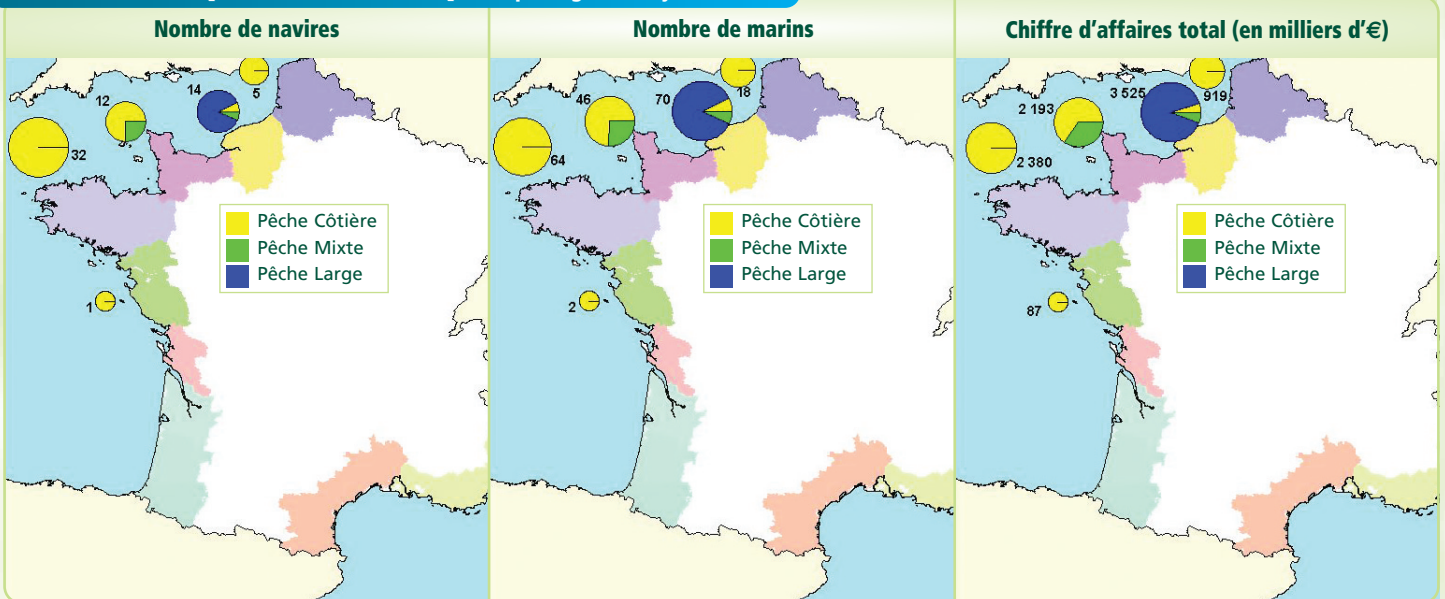 Nombre de navires
Nombre de marins
Chiffre d'affaires total (en milliers d'€)
12
14
5
32
1
Pêche Côtière
Pêche Mixte
Pêche Large
46
70
18
64
2
Pêche Côtière
Pêche Mixte
Pêche Large
2 193
3 525
919
2 380
87
Pêche Côtière
Pêche Mixte
Pêche Large